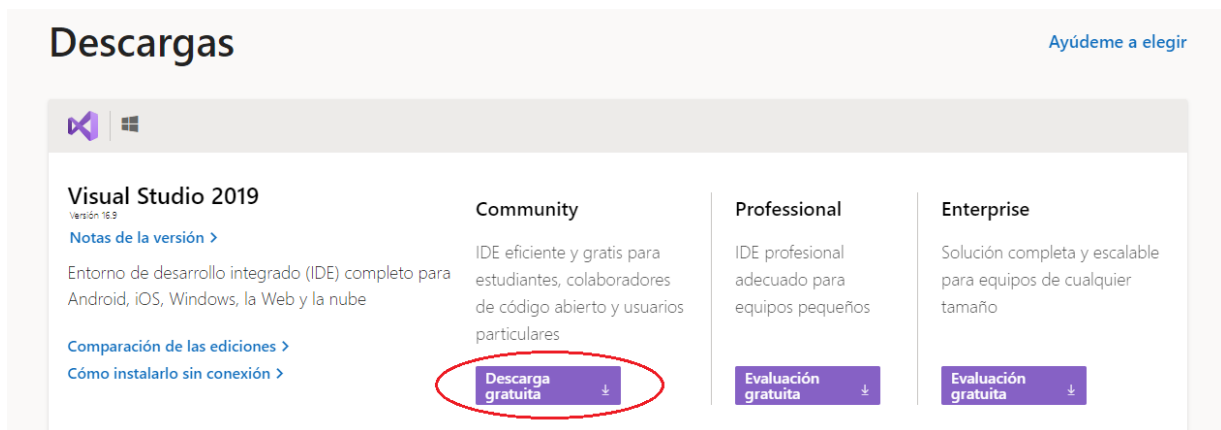 Descargas
Ayúdeme a elegir
Visual Studio 2019
Versión 16.9
Notas de la versión >
Entorno de desarrollo integrado (IDE) completo para
Android, iOS, Windows, la Web y la nube
Comparación de las ediciones >
Cómo instalarlo sin conexión >
Community
IDE eficiente y gratis para
estudiantes, colaboradores
de código abierto y usuarios
particulares
Descarga
gratuita
Professional
IDE profesional
adecuado para
equipos pequeños
Evaluación
gratuita
Enterprise
Solución completa y escalable
para equipos de cualquier
tamaño
Evaluación
gratuita